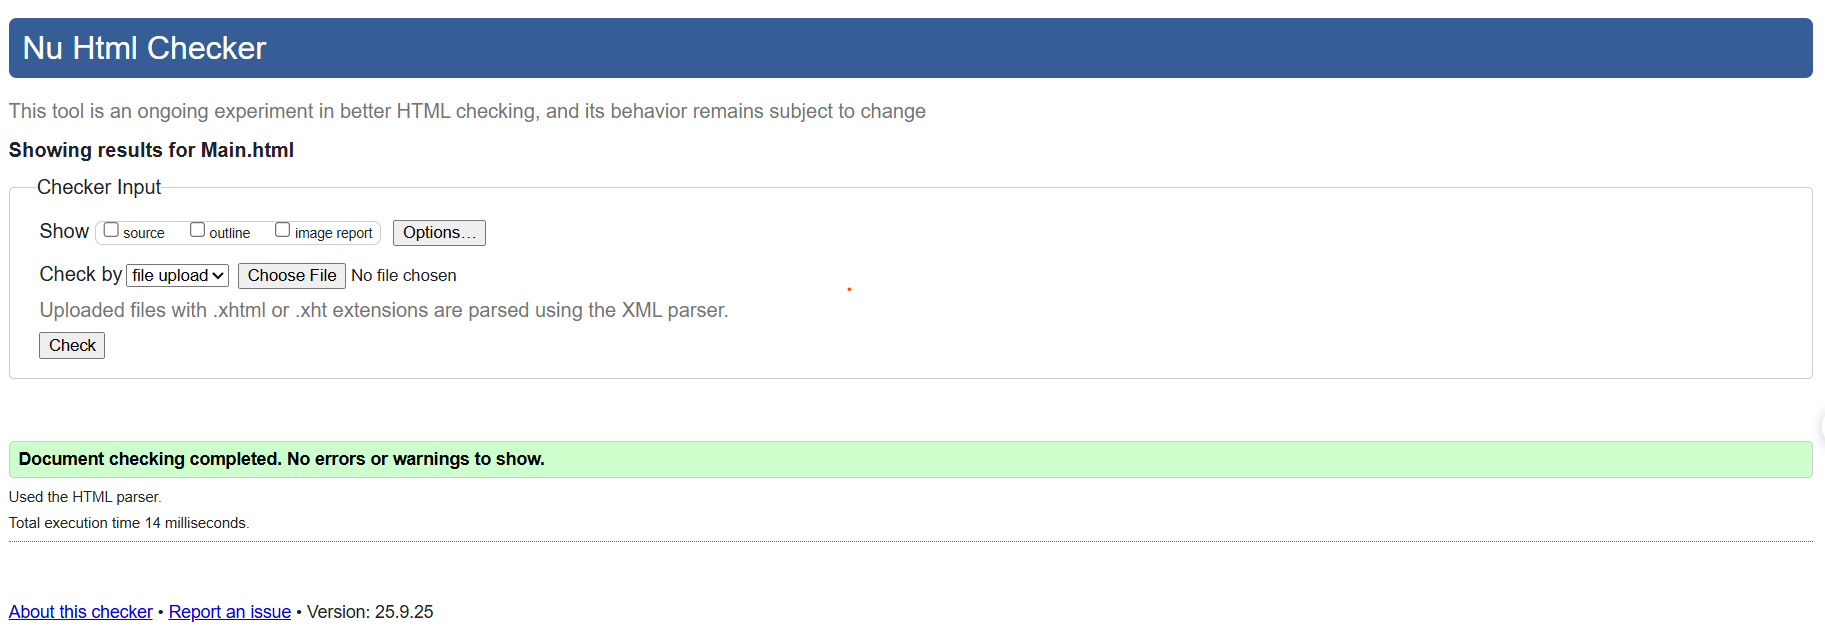 Nu Html Checker
This tool is an ongoing experiment in better HTML checking, and its behavior remains subject to change
Showing results for Main.html
Checker Input
Show source outline image report Options...
Check by file upload Choose File No file chosen
Uploaded files with .xhtml or .xht extensions are parsed using the XML parser.
Check
Document checking completed. No errors or warnings to show.
Used the HTML parser.
Total execution time 14 milliseconds.
About this checker • Report an issue • Version: 25.9.25